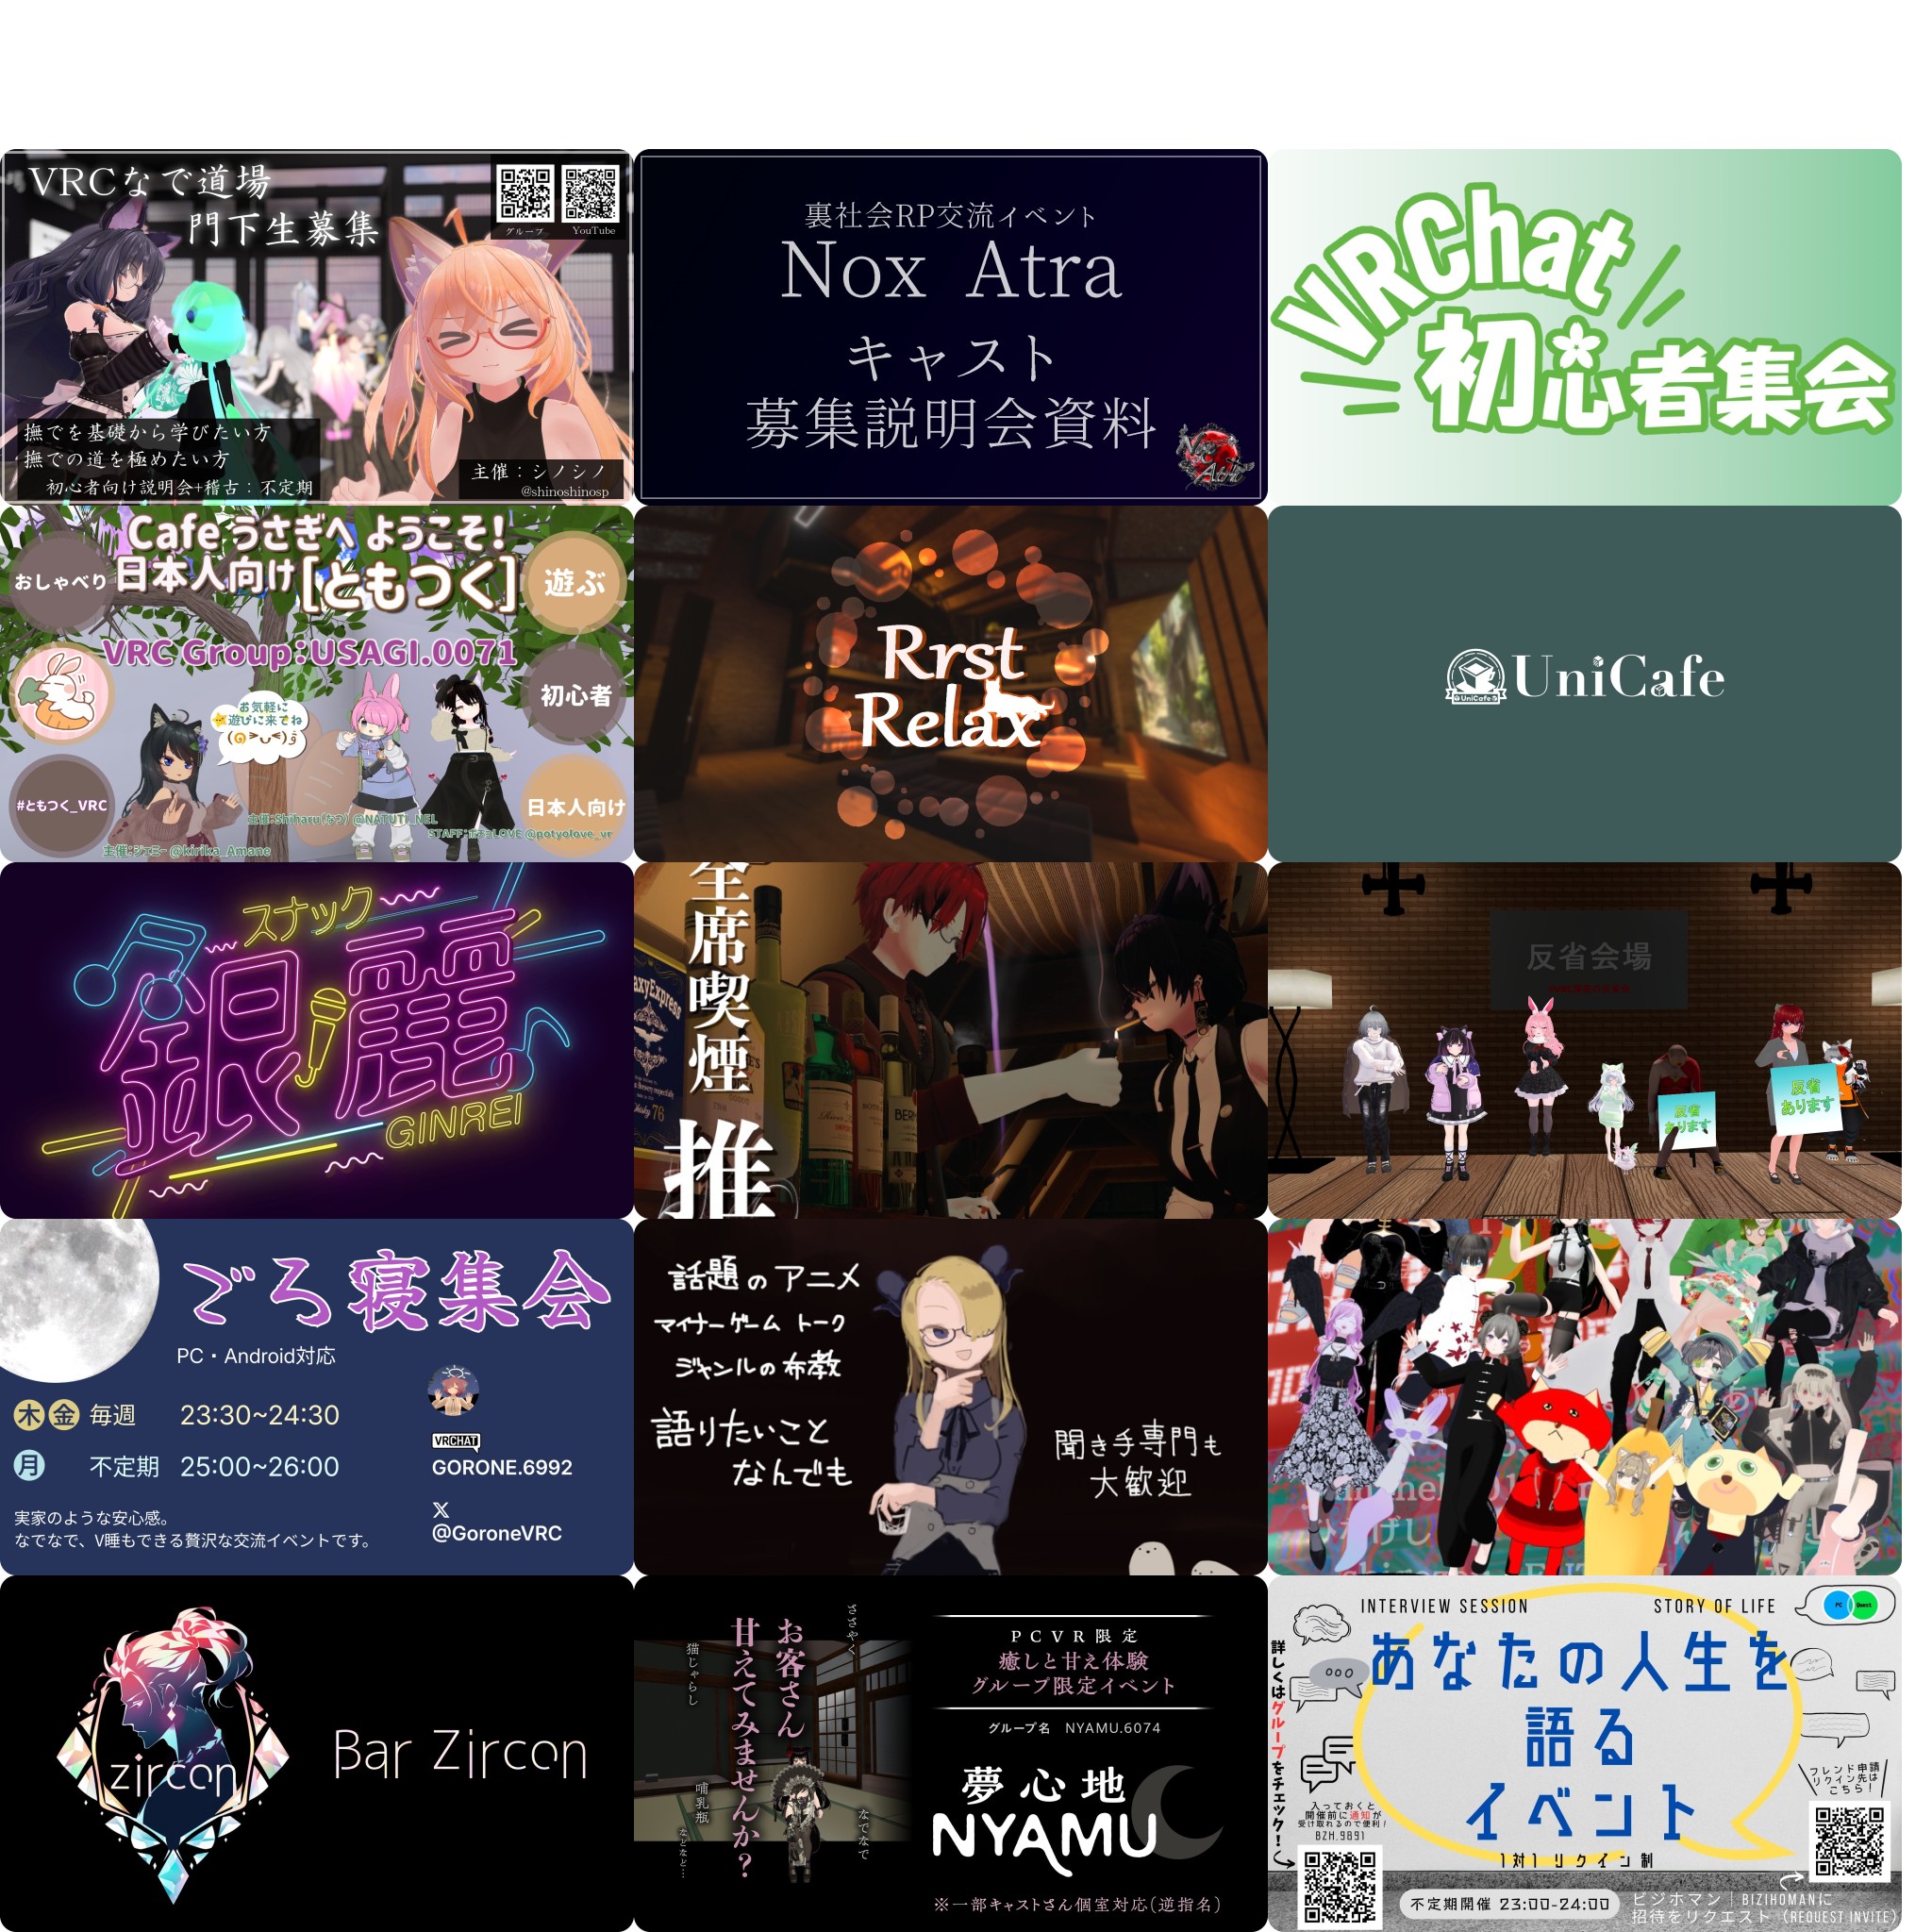 VRCなで道場
門下生募集
グループ
YouTube
撫でを基礎から学びたい方
撫での道を極めたい方
初心者向け説明会+稽古：不定期
主催：シノシノ
@shinoshinosp
裏社会RP交流イベント
Nox Atra
キャスト
募集説明会資料
Nox
Atra
VRChat
初心者集会
Cafe うさぎへ ようこそ!
日本人向け[ともつく]
おしゃべり
遊ぶ
VRC Group:USAGI.0071
初心者
お気軽に
遊びに来てね
#ともつく_VRC
日本人向け
主催:Shiharu(なつ) @NATUTI_NEL
STAFF:ポチョLOVE @potyolove_vr
主催:ジェミー @kirika_Amane
Rrst
Relax
UniCafe
UniCafe
スナック
銀麗
GINREI
全席喫煙
推
反省会場
反省
あります
反省
あります
ごろ寝集会
PC・Android対応
木 金 毎週 23:30~24:30
月 不定期 25:00~26:00
VRCHAT
GORONE.6992
X
@GoroneVRC
実家のような安心感。
なでなで、V睡もできる贅沢な交流イベントです。
話題のアニメ
マイナーゲーム トーク
ジャンルの布教
語りたいこと
なんでも
聞き手専門も
大歓迎
zircon
Bar Zircon
ささやく
お客さん
甘えてみませんか?
猫じゃらし
哺乳瓶
なでなで
などなど…
PCVR限定
癒しと甘え体験
グループ限定イベント
グループ名 NYAMU.6074
夢心地
NYAMU
※一部キャストさん個室対応(逆指名)
INTERVIEW SESSION
STORY OF LIFE
PC
Quest
あなたの人生を
語る
イベント
1対1 リクイン制
詳しくはグループをチェック!
入っておくと
開催前に通知が
受け取れるので便利!
BZH.9891
フレンド申請
リクイン先は
こちら!
不定期開催 23:00-24:00
ビジホマン｜BIZIHOMANに
招待をリクエスト (REQUEST INVITE)